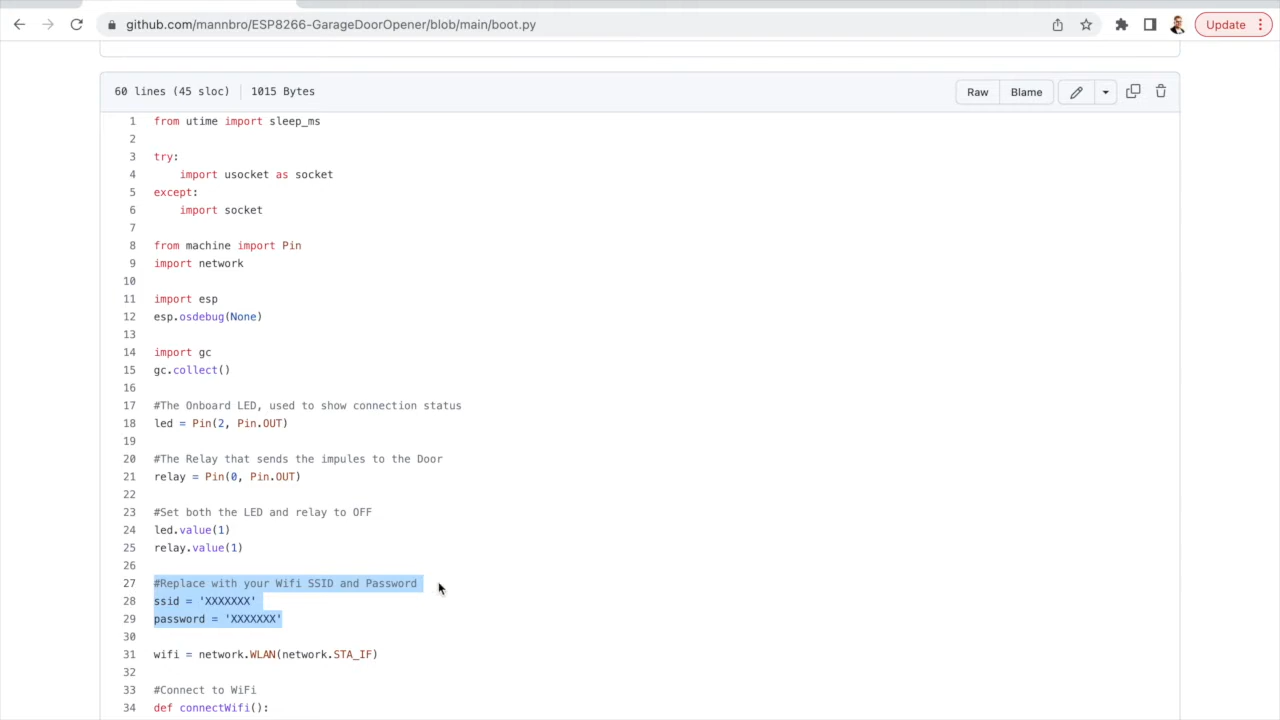 github.com/mannbro/ESP8266-GarageDoorOpener/blob/main/boot.py
Update
60 lines (45 sloc) 1015 Bytes
Raw Blame
1 from utime import sleep_ms
2
3 try:
4 import usocket as socket
5 except:
6 import socket
7
8 from machine import Pin
9 import network
10
11 import esp
12 esp.osdebug(None)
13
14 import gc
15 gc.collect()
16
17 #The Onboard LED, used to show connection status
18 led = Pin(2, Pin.OUT)
19
20 #The Relay that sends the impules to the Door
21 relay = Pin(0, Pin.OUT)
22
23 #Set both the LED and relay to OFF
24 led.value(1)
25 relay.value(1)
26
27 #Replace with your Wifi SSID and Password
28 ssid = 'XXXXXXX'
29 password = 'XXXXXXX'
30
31 wifi = network.WLAN(network.STA_IF)
32
33 #Connect to WiFi
34 def connectWifi():